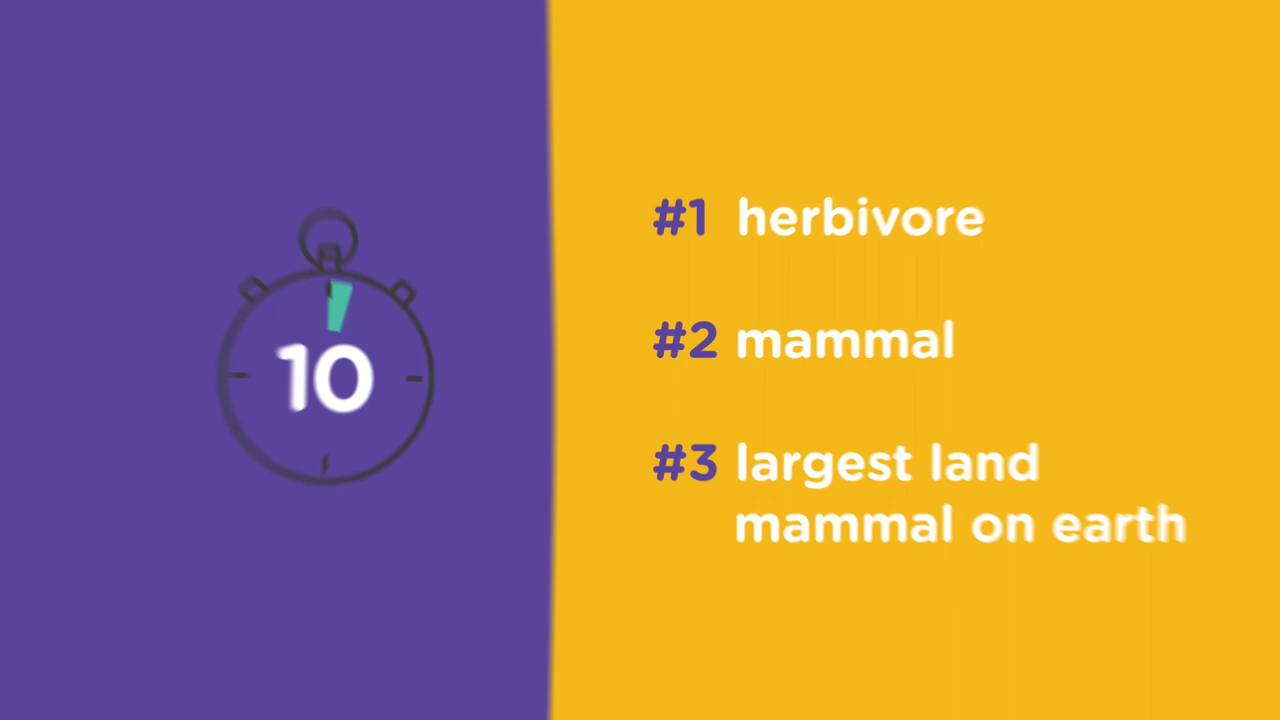 10
#1 herbivore
#2 mammal
#3 largest land
mammal on earth